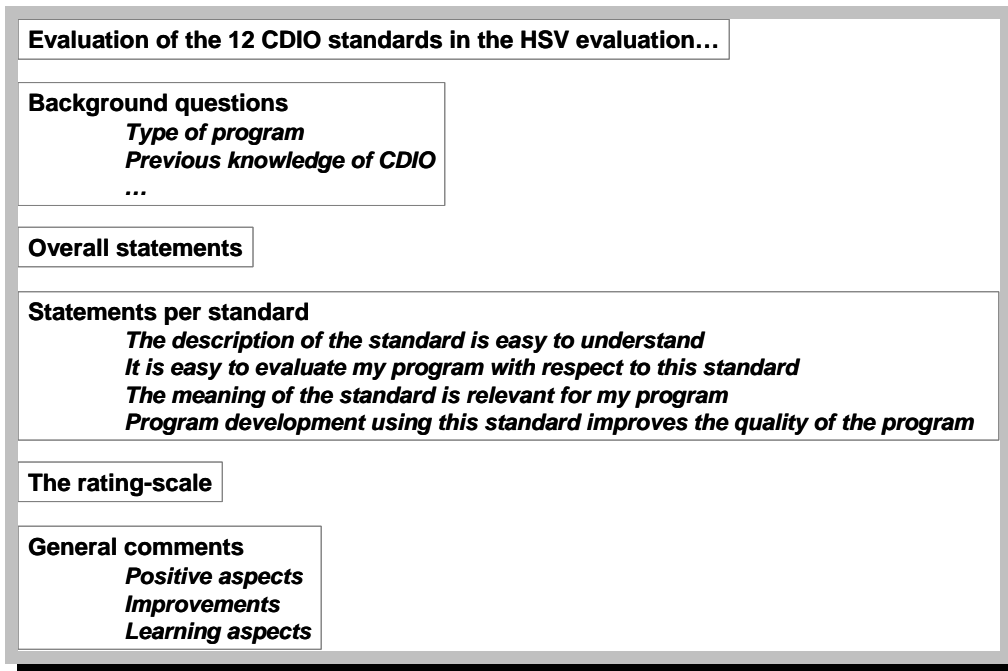 Evaluation of the 12 CDIO standards in the HSV evaluation…
Background questions
Type of program
Previous knowledge of CDIO
…
Overall statements
Statements per standard
The description of the standard is easy to understand
It is easy to evaluate my program with respect to this standard
The meaning of the standard is relevant for my program
Program development using this standard improves the quality of the program
The rating-scale
General comments
Positive aspects
Improvements
Learning aspects